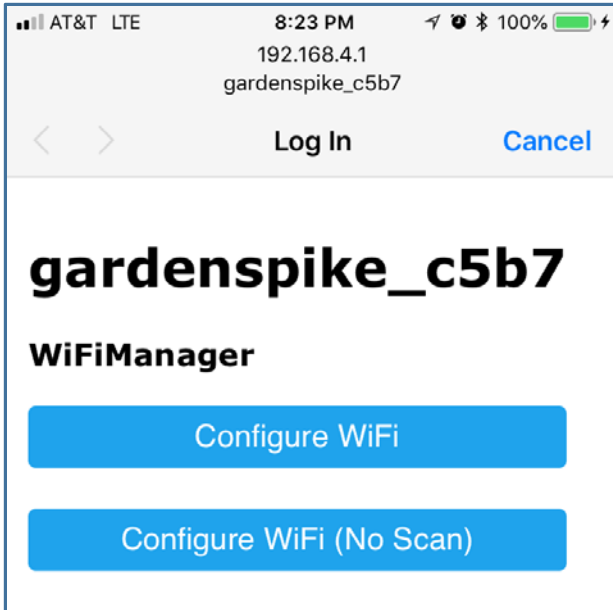 AT&T LTE 8:23 PM 100%
192.168.4.1
gardenspike_c5b7
Log In Cancel
gardenspike_c5b7
WiFiManager
Configure WiFi
Configure WiFi (No Scan)